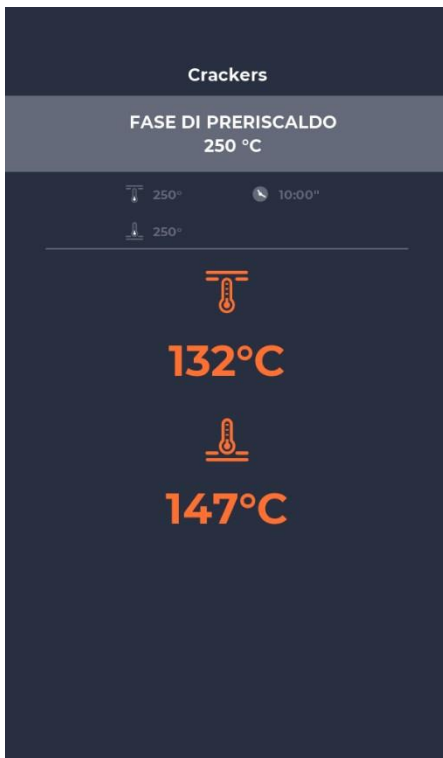 Crackers
FASE DI PRERISCALDO
250 °C
250° 10:00"
250°
132°C
147°C